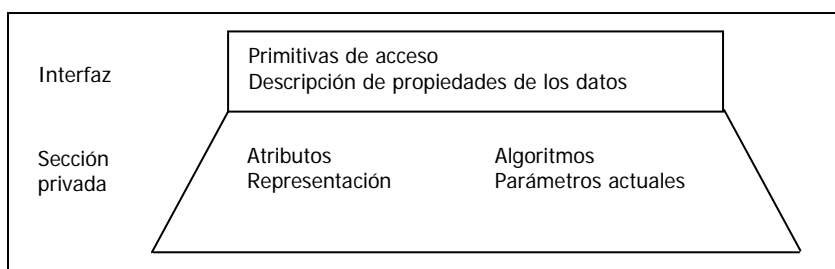 Interfaz
Primitivas de acceso
Descripción de propiedades de los datos
Sección
privada
Atributos
Representación
Algoritmos
Parámetros actuales